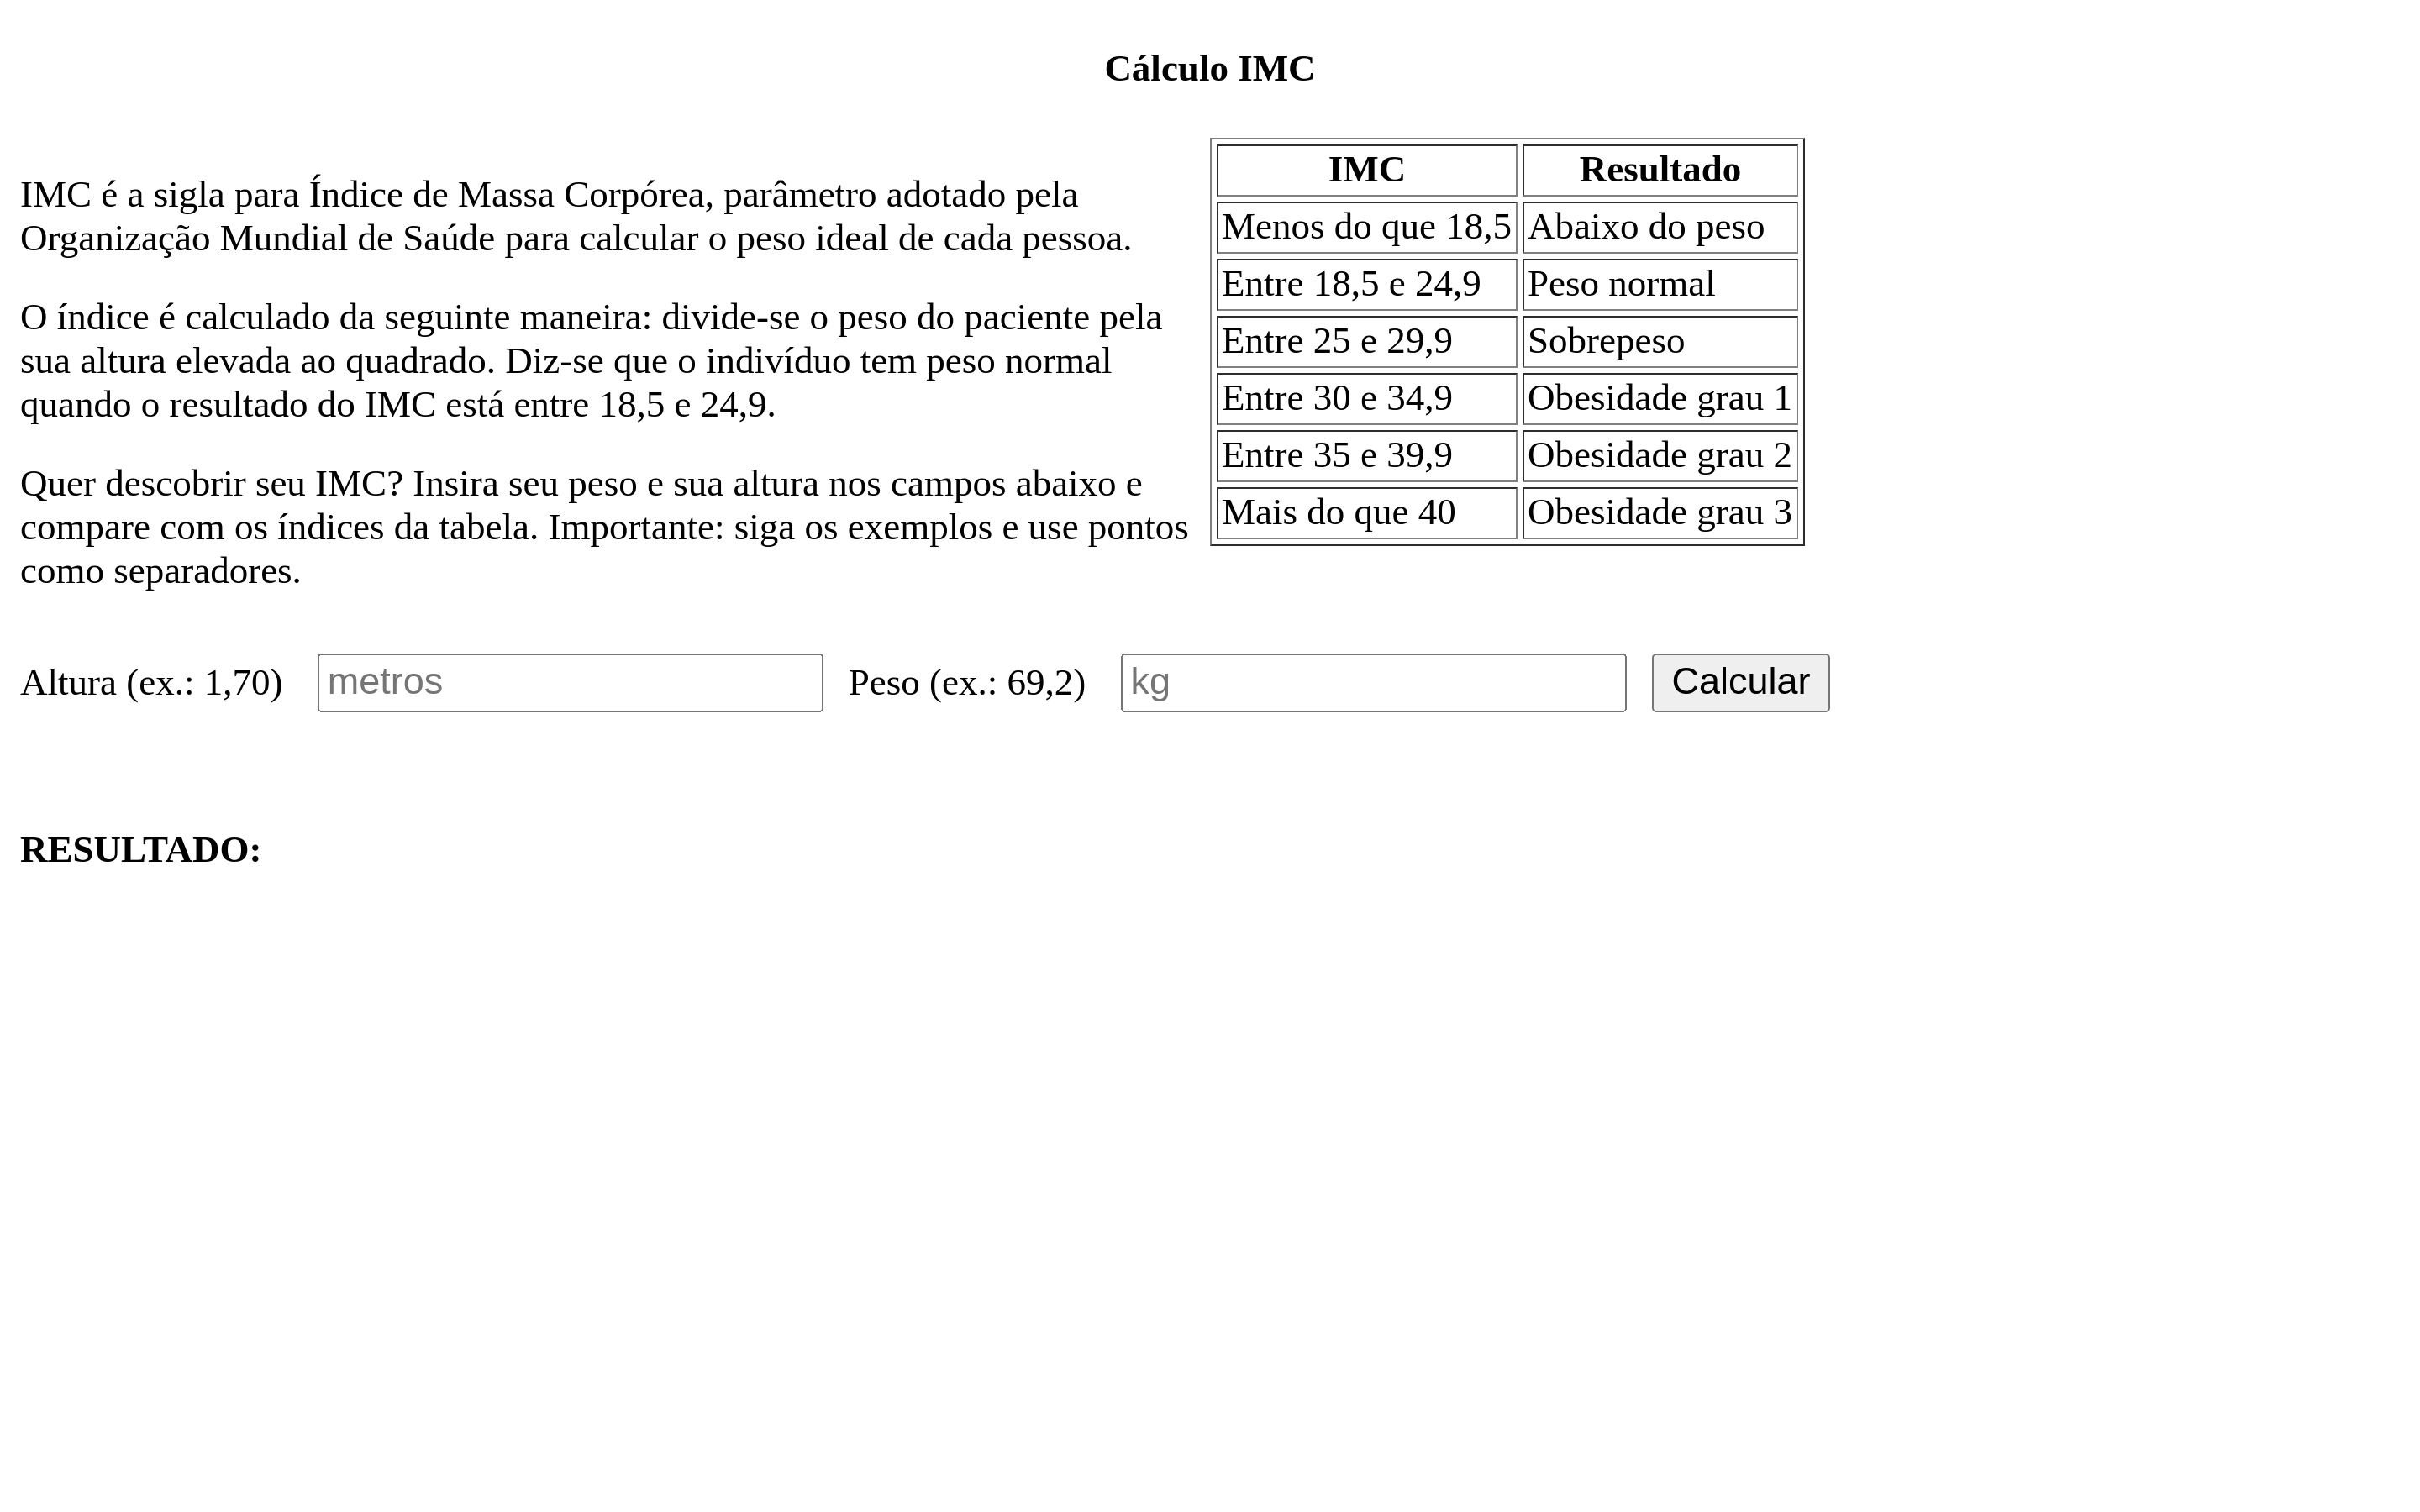 Cálculo IMC
IMC é a sigla para Índice de Massa Corpórea, parâmetro adotado pela
Organização Mundial de Saúde para calcular o peso ideal de cada pessoa.
O índice é calculado da seguinte maneira: divide-se o peso do paciente pela
sua altura elevada ao quadrado. Diz-se que o indivíduo tem peso normal
quando o resultado do IMC está entre 18,5 e 24,9.
Quer descobrir seu IMC? Insira seu peso e sua altura nos campos abaixo e
compare com os índices da tabela. Importante: siga os exemplos e use pontos
como separadores.
IMC Resultado
Menos do que 18,5 Abaixo do peso
Entre 18,5 e 24,9 Peso normal
Entre 25 e 29,9 Sobrepeso
Entre 30 e 34,9 Obesidade grau 1
Entre 35 e 39,9 Obesidade grau 2
Mais do que 40 Obesidade grau 3
Altura (ex.: 1,70) metros Peso (ex.: 69,2) kg Calcular
RESULTADO: